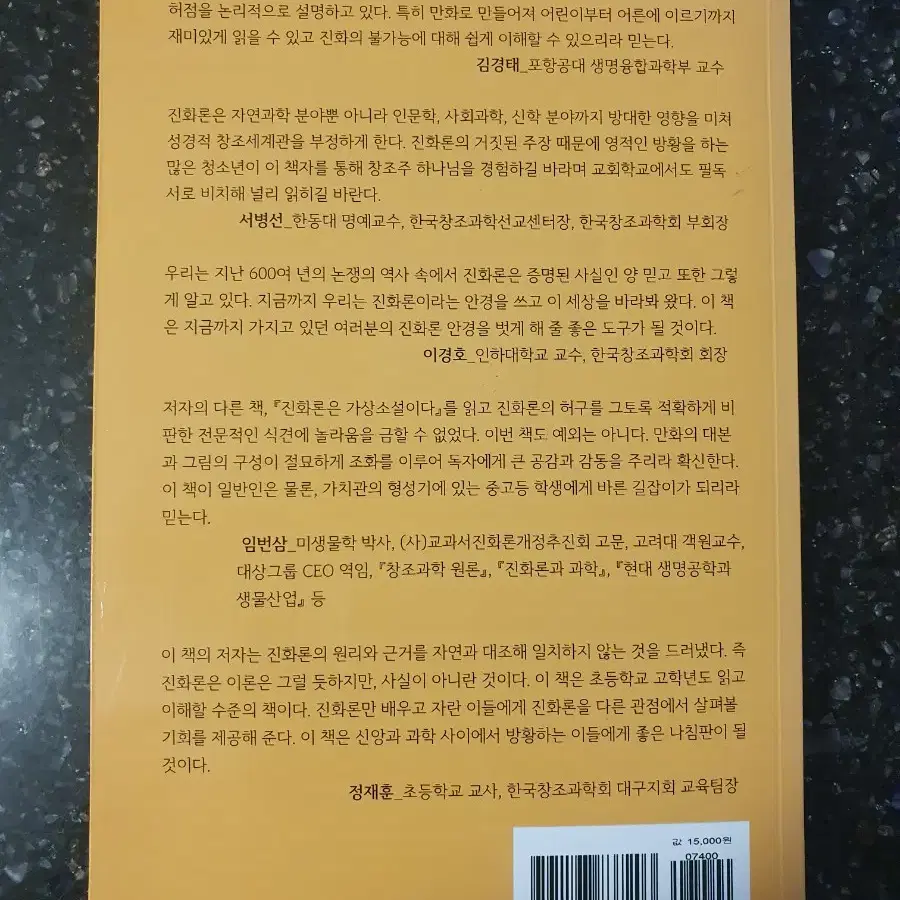 허점을 논리적으로 설명하고 있다. 특히 만화로 만들어져 어린이부터 어른에 이르기까지
재미있게 읽을 수 있고 진화의 불가능에 대해 쉽게 이해할 수 있으리라 믿는다.
김경태_포항공대 생명융합과학부 교수
진화론은 자연과학 분야뿐 아니라 인문학, 사회과학, 신학 분야까지 방대한 영향을 미쳐
성경적 창조세계관을 부정하게 한다. 진화론의 거짓된 주장 때문에 영적인 방황을 하는
많은 청소년이 이 책자를 통해 창조주 하나님을 경험하길 바라며 교회학교에서도 필독
서로 비치해 널리 읽히길 바란다.
서병선_한동대 명예교수, 한국창조과학선교센터장, 한국창조과학회 부회장
우리는 지난 600여 년의 논쟁의 역사 속에서 진화론은 증명된 사실인 양 믿고 또한 그렇
게 알고 있다. 지금까지 우리는 진화론이라는 안경을 쓰고 이 세상을 바라봐 왔다. 이 책
은 지금까지 가지고 있던 여러분의 진화론 안경을 벗게 해 줄 좋은 도구가 될 것이다.
이경호_인하대학교 교수, 한국창조과학회 회장
저자의 다른 책, 『진화론은 가상소설이다』를 읽고 진화론의 허구를 그토록 적확하게 비
판한 전문적인 식견에 놀라움을 금할 수 없었다. 이번 책도 예외는 아니다. 만화의 대본
과 그림의 구성이 절묘하게 조화를 이루어 독자에게 큰 공감과 감동을 주리라 확신한다.
이 책이 일반인은 물론, 가치관의 형성기에 있는 중고등 학생에게 바른 길잡이가 되리라
믿는다.
임번삼_미생물학 박사, (사)교과서진화론개정추진회 고문, 고려대 객원교수,
대상그룹 CEO 역임, 『창조과학 원론』, 『진화론과 과학』, 『현대 생명공학과
생물산업』 등
이 책의 저자는 진화론의 원리와 근거를 자연과 대조해 일치하지 않는 것을 드러냈다. 즉
진화론은 이론은 그럴 듯하지만, 사실이 아니란 것이다. 이 책은 초등학교 고학년도 읽고
이해할 수준의 책이다. 진화론만 배우고 자란 이들에게 진화론을 다른 관점에서 살펴볼
기회를 제공해 준다. 이 책은 신앙과 과학 사이에서 방황하는 이들에게 좋은 나침판이 될
것이다.
정재훈_초등학교 교사, 한국창조과학회 대구지회 교육팀장
값 15,000원
07400